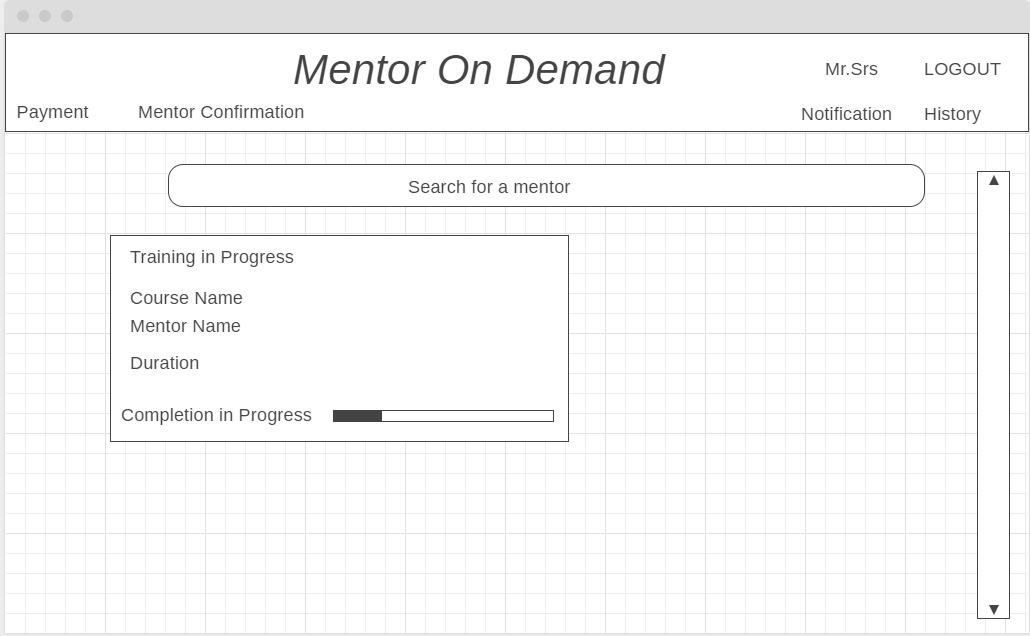 Mentor On Demand
Mr.Srs
LOGOUT
Payment
Mentor Confirmation
Notification
History
Search for a mentor
Training in Progress
Course Name
Mentor Name
Duration
Completion in Progress